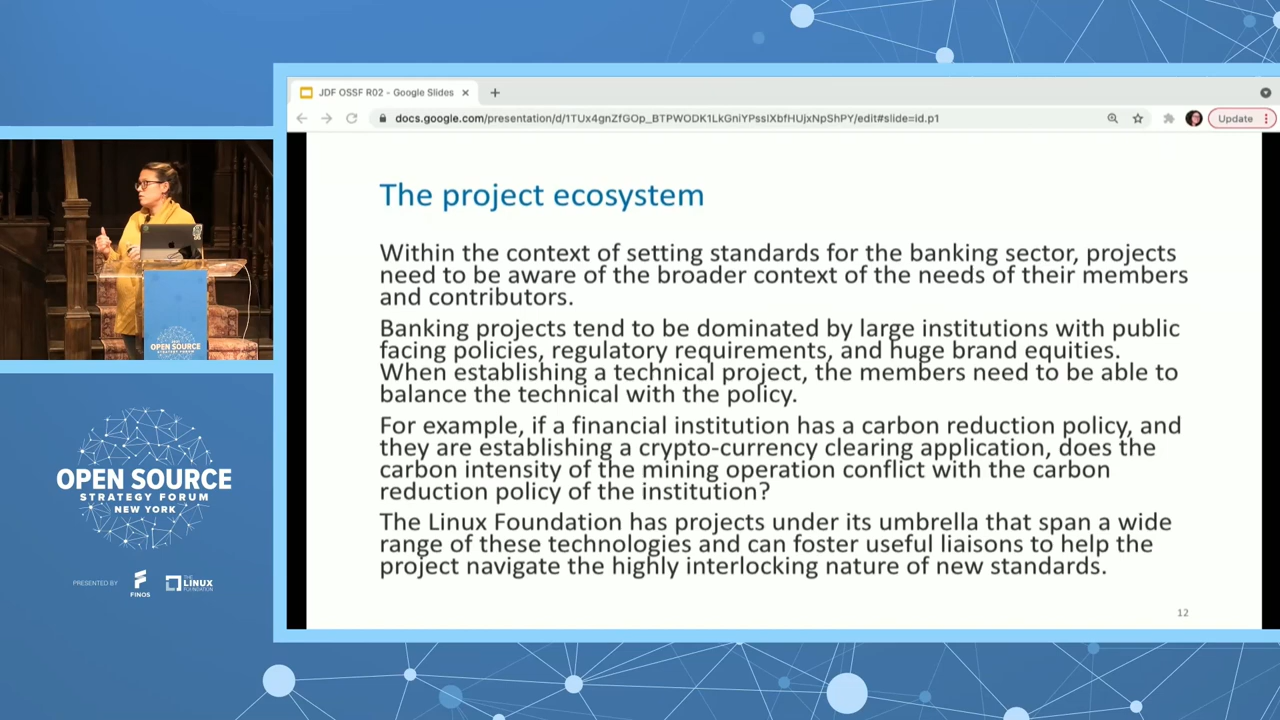 JDF OSSF R02 - Google Slides
docs.google.com/presentation/d/1TUx4gnZfGOp_BTPWODK1LkGniYPssIXbfHUjxNpShPY/edit#slide=id.p1
Update
The project ecosystem
Within the context of setting standards for the banking sector, projects
need to be aware of the broader context of the needs of their members
and contributors.
Banking projects tend to be dominated by large institutions with public
facing policies, regulatory requirements, and huge brand equities.
When establishing a technical project, the members need to be able to
balance the technical with the policy.
For example, if a financial institution has a carbon reduction policy, and
they are establishing a crypto-currency clearing application, does the
carbon intensity of the mining operation conflict with the carbon
reduction policy of the institution?
The Linux Foundation has projects under its umbrella that span a wide
range of these technologies and can foster useful liaisons to help the
project navigate the highly interlocking nature of new standards.
12
OPEN SOURCE
STRATEGY FORUM
OPEN SOURCE
STRATEGY FORUM
NEW YORK
PRESENTED BY
FINOS
THE
LINUX
FOUNDATION